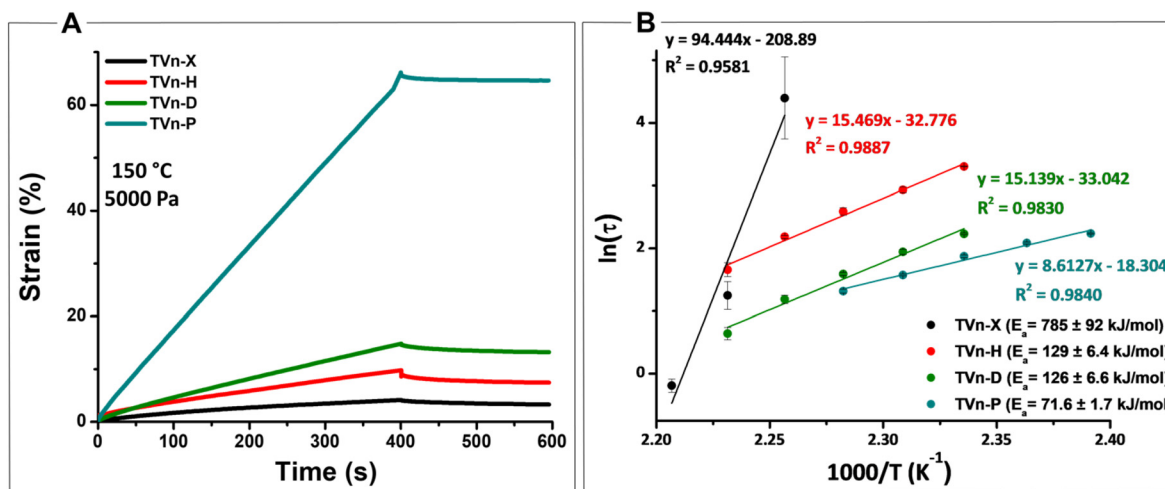 A
TVn-X
TVn-H
TVn-D
TVn-P
150 °C
5000 Pa
Strain (%)
60
40
20
0
0 100 200 300 400 500 600
Time (s)
B
y = 94.444x - 208.89
R² = 0.9581
y = 15.469x - 32.776
R² = 0.9887
y = 15.139x - 33.042
R² = 0.9830
y = 8.6127x - 18.304
R² = 0.9840
TVn-X (Eₐ= 785 ± 92 kJ/mol)
TVn-H (Eₐ= 129 ± 6.4 kJ/mol)
TVn-D (Eₐ= 126 ± 6.6 kJ/mol)
TVn-P (Eₐ= 71.6 ± 1.7 kJ/mol)
ln(τ)
4
2
0
2.20 2.25 2.30 2.35 2.40
1000/T (K⁻¹)